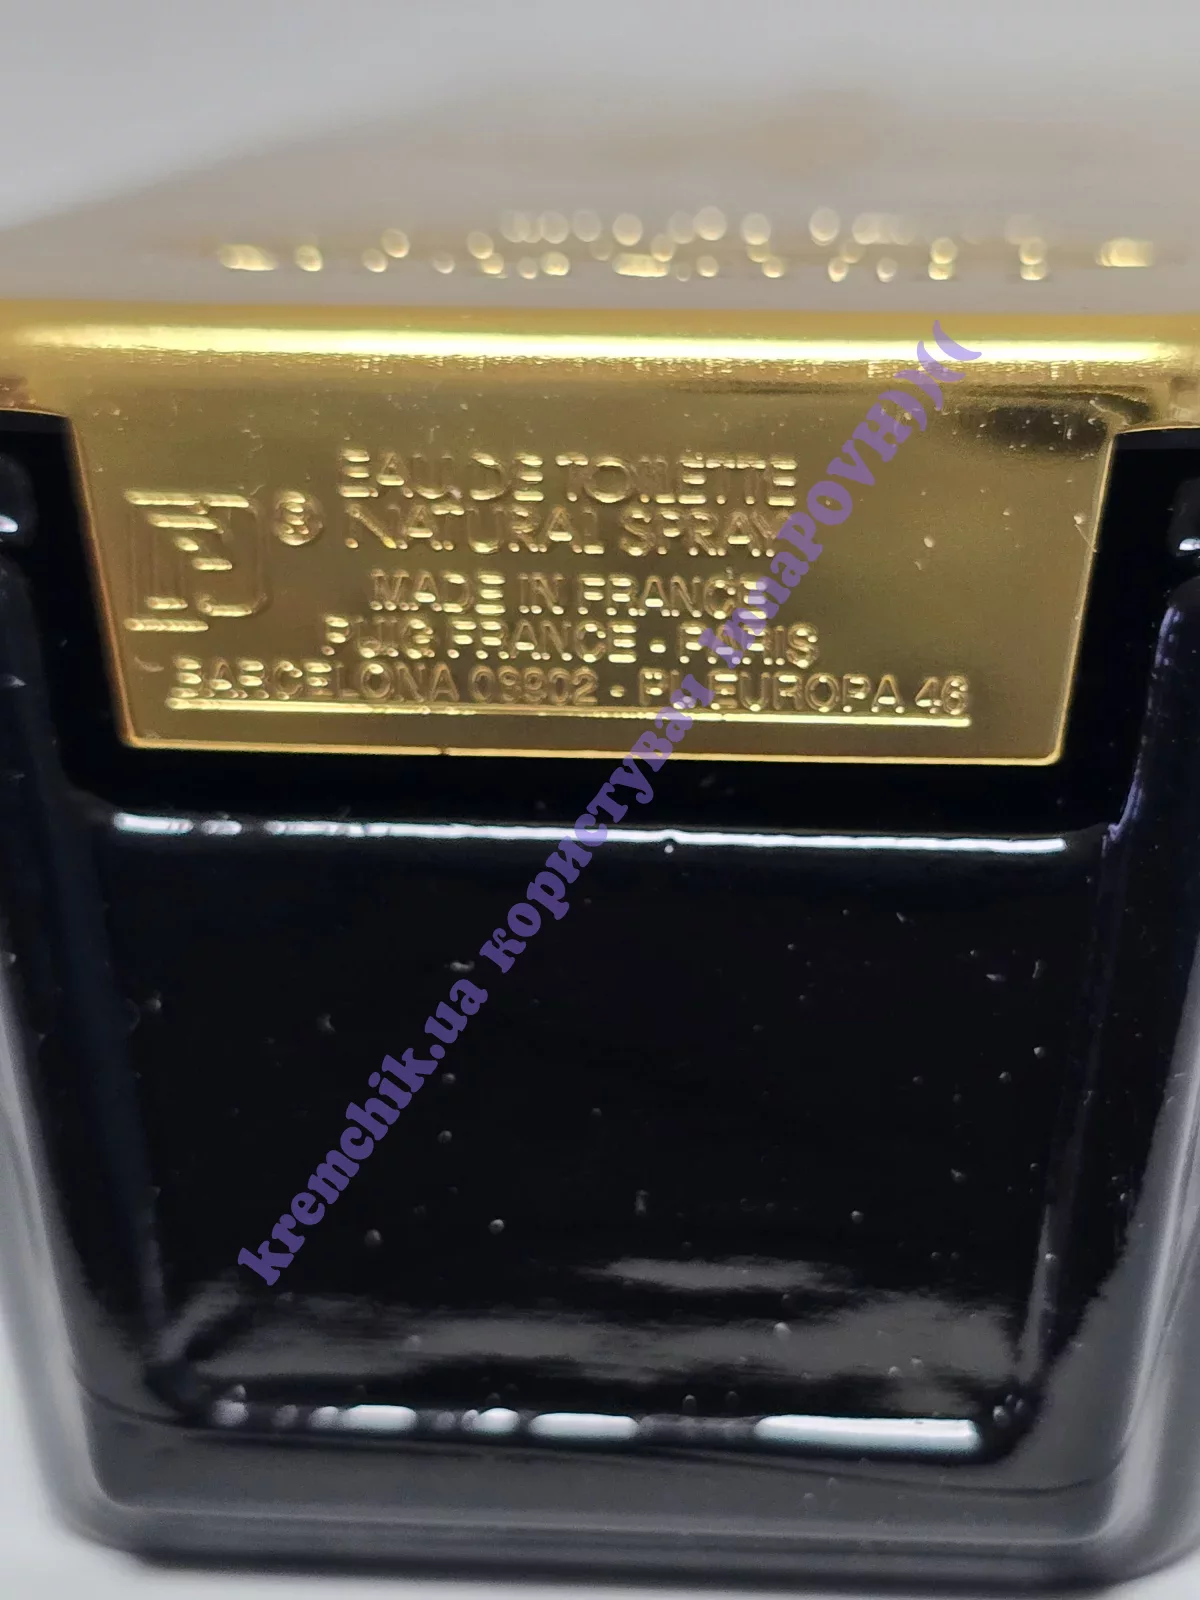 EAU DE TOILETTE
®
NATURAL SPRAY
MADE IN FRANCE
PUIG FRANCE - PARIS
BARCELONA 08902 - PL EUROPA 46
kremchik.ua користувач InnaPOVH)K(